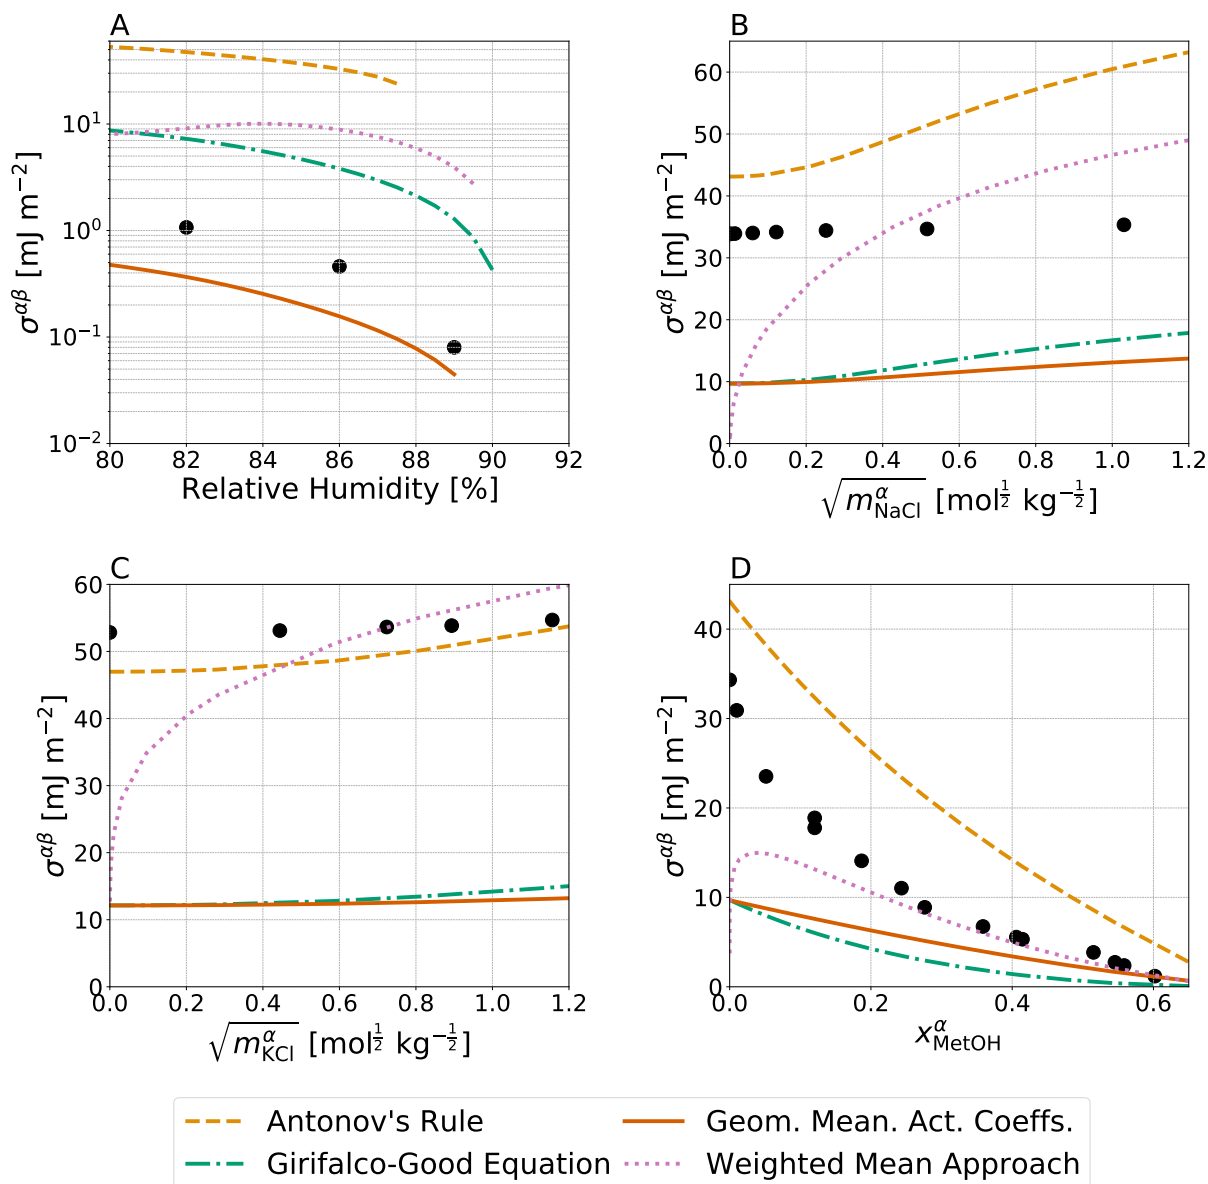 A
10^1
10^0
10^−1
10^−2
σ^αβ [mJ m^−2]
80 82 84 86 88 90 92
Relative Humidity [%]
B
60
50
40
30
20
10
0
σ^αβ [mJ m^−2]
0.0 0.2 0.4 0.6 0.8 1.0 1.2
√m^α_NaCl [mol^1/2 kg^−1/2]
C
60
50
40
30
20
10
0
σ^αβ [mJ m^−2]
0.0 0.2 0.4 0.6 0.8 1.0 1.2
√m^α_KCl [mol^1/2 kg^−1/2]
D
40
30
20
10
0
σ^αβ [mJ m^−2]
0.0 0.2 0.4 0.6
x^α_MetOH
Antonov's Rule
Girifalco-Good Equation
Geom. Mean. Act. Coeffs.
Weighted Mean Approach